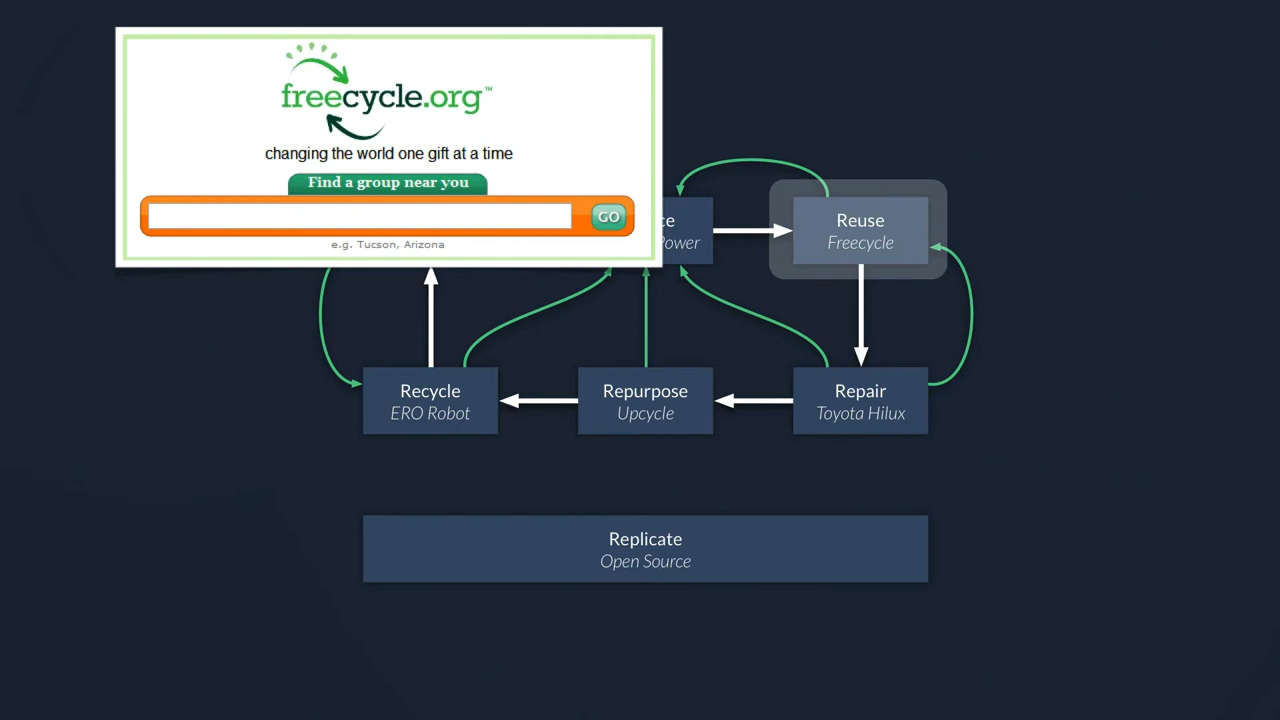 freecycle.org™
changing the world one gift at a time
Find a group near you
GO
e.g. Tucson, Arizona
Power
Reuse
Freecycle
Recycle
ERO Robot
Repurpose
Upcycle
Repair
Toyota Hilux
Replicate
Open Source